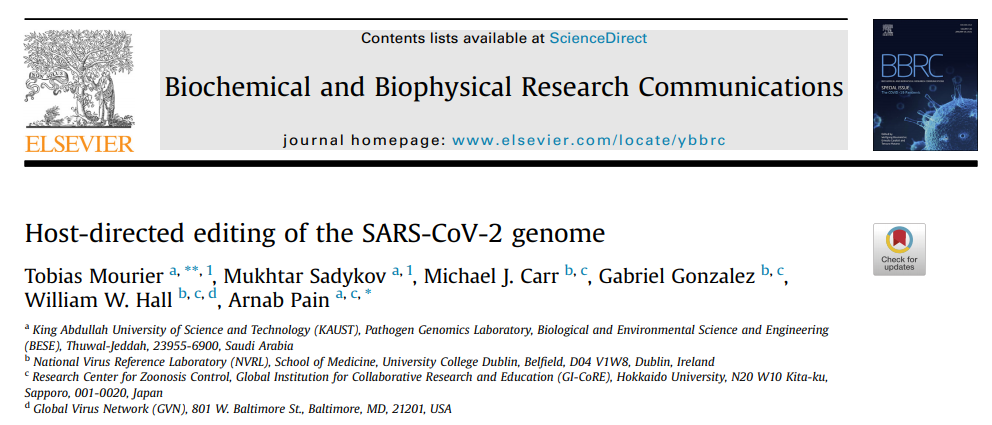 Contents lists available at ScienceDirect
Biochemical and Biophysical Research Communications
journal homepage: www.elsevier.com/locate/ybbrc
ELSEVIER
BBRC
SPECIAL ISSUE
Host-directed editing of the SARS-CoV-2 genome
Check for
updates
Tobias Mourier a, **, 1, Mukhtar Sadykov a, 1, Michael J. Carr b, c, Gabriel Gonzalez b, c,
William W. Hall b, c, d, Arnab Pain a, c, *
a King Abdullah University of Science and Technology (KAUST), Pathogen Genomics Laboratory, Biological and Environmental Science and Engineering
(BESE), Thuwal-Jeddah, 23955-6900, Saudi Arabia
b National Virus Reference Laboratory (NVRL), School of Medicine, University College Dublin, Belfield, D04 V1W8, Dublin, Ireland
c Research Center for Zoonosis Control, Global Institution for Collaborative Research and Education (GI-CoRE), Hokkaido University, N20 W10 Kita-ku,
Sapporo, 001-0020, Japan
d Global Virus Network (GVN), 801 W. Baltimore St., Baltimore, MD, 21201, USA